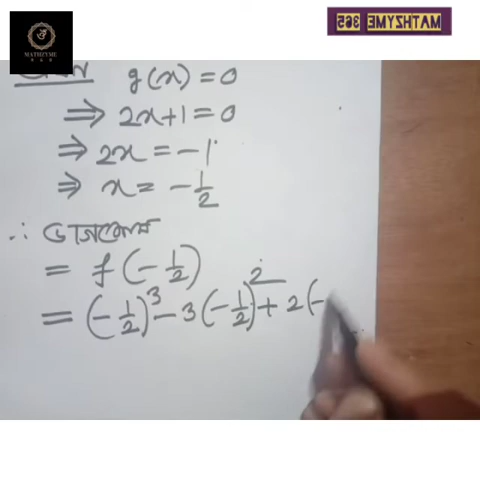 MATHZYME 365
MATHZYME
g(x) = 0
⇒ 2x+1 = 0
⇒ 2x = -1
⇒ x = -1/2
∴ ভাগশেষ
= f(-1/2)
= (-1/2)³ - 3(-1/2)² + 2(-